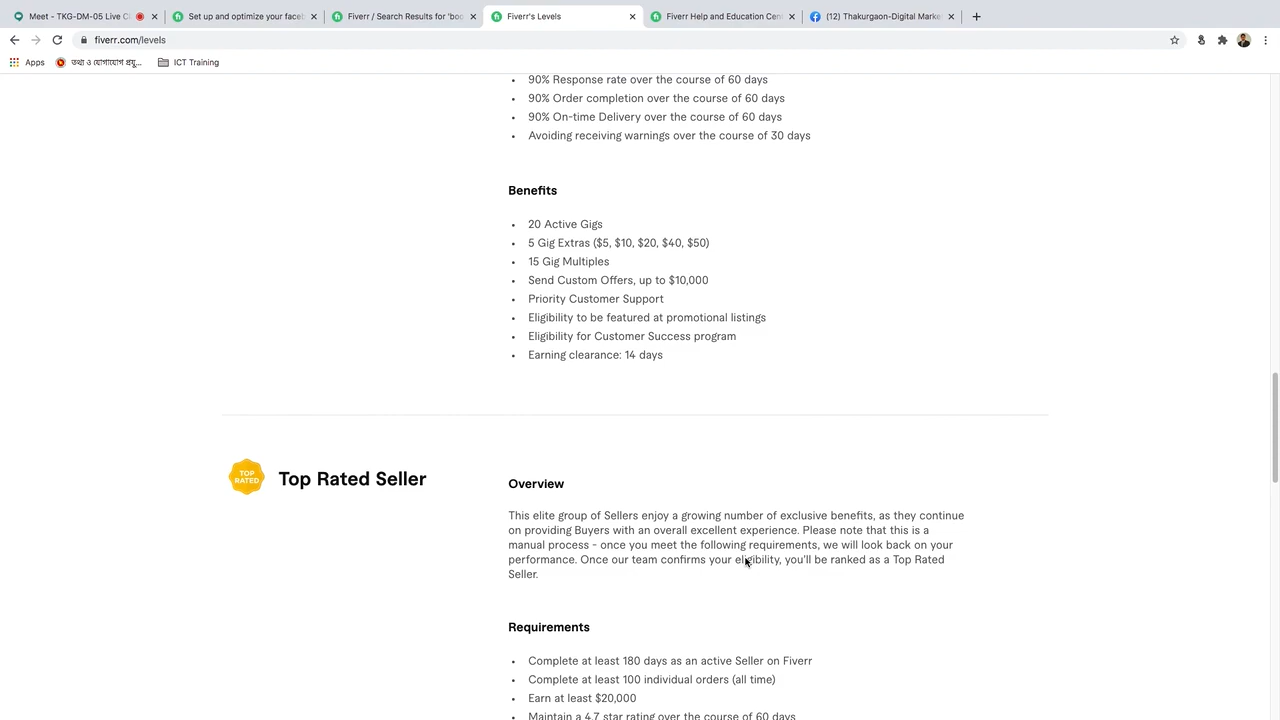 Meet - TKG-DM-05 Live Cl
Set up and optimize your face
Fiverr / Search Results for 'boo
Fiverr's Levels
Fiverr Help and Education Cen
(12) Thakurgaon-Digital Marke
fiverr.com/levels
Apps
তথ্য ও যোগাযোগ প্রযু...
ICT Training
90% Response rate over the course of 60 days
90% Order completion over the course of 60 days
90% On-time Delivery over the course of 60 days
Avoiding receiving warnings over the course of 30 days
Benefits
20 Active Gigs
5 Gig Extras ($5, $10, $20, $40, $50)
15 Gig Multiples
Send Custom Offers, up to $10,000
Priority Customer Support
Eligibility to be featured at promotional listings
Eligibility for Customer Success program
Earning clearance: 14 days
TOP
RATED
Top Rated Seller
Overview
This elite group of Sellers enjoy a growing number of exclusive benefits, as they continue
on providing Buyers with an overall excellent experience. Please note that this is a
manual process - once you meet the following requirements, we will look back on your
performance. Once our team confirms your eligibility, you'll be ranked as a Top Rated
Seller.
Requirements
Complete at least 180 days as an active Seller on Fiverr
Complete at least 100 individual orders (all time)
Earn at least $20,000
Maintain a 4.7 star rating over the course of 60 days